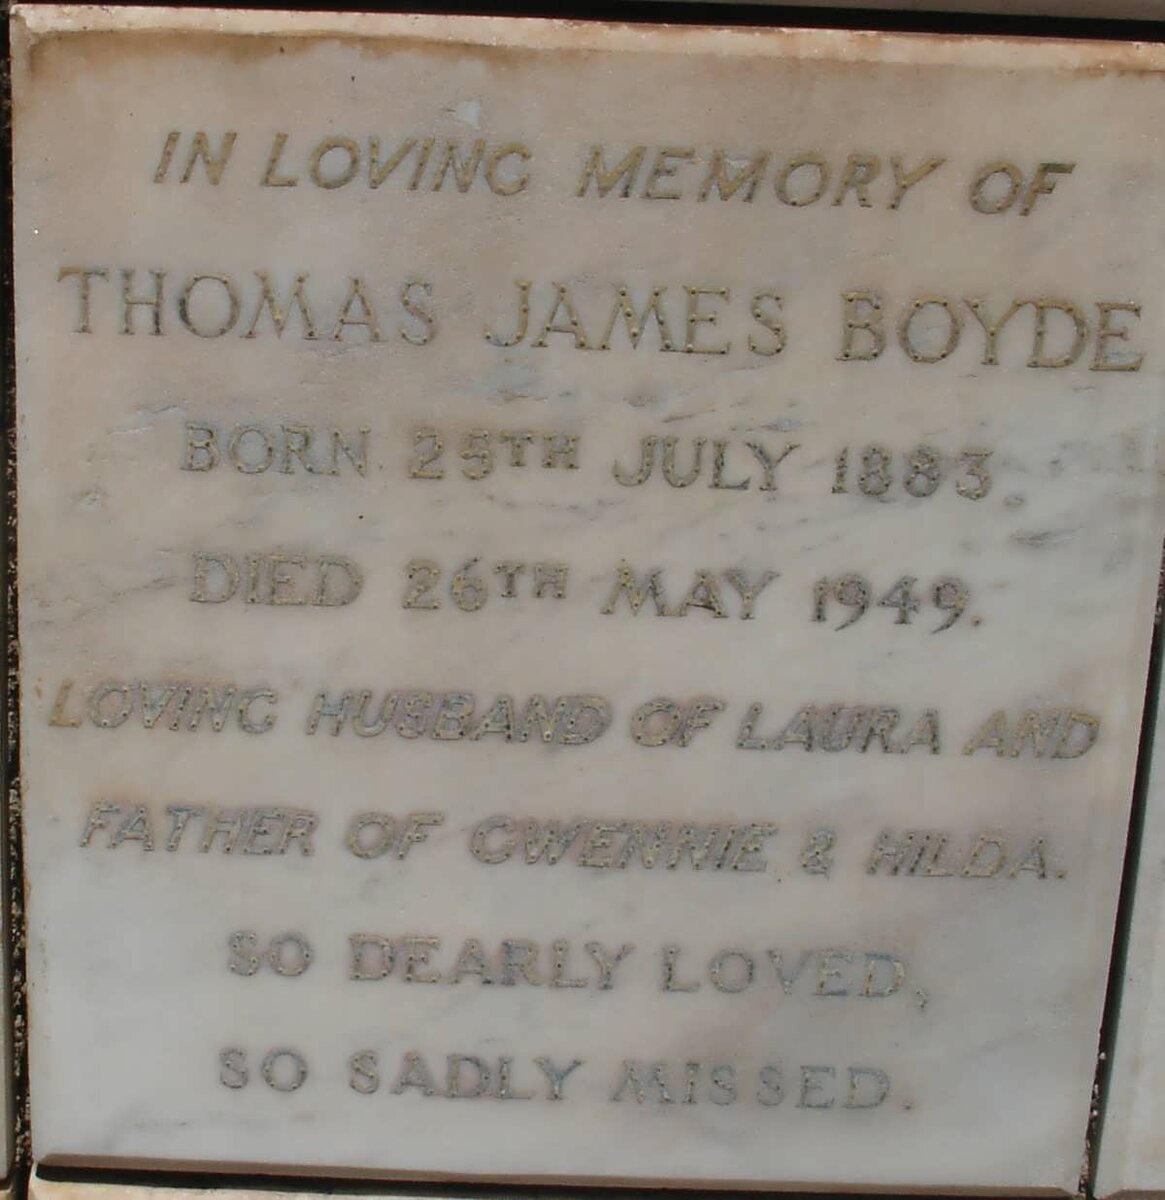 IN LOVING MEMORY OF
THOMAS JAMES BOYDE
BORN 25TH JULY 1883.
DIED 26TH MAY 1949.
LOVING HUSBAND OF LAURA AND
FATHER OF GWENNIE & HILDA.
SO DEARLY LOVED,
SO SADLY MISSED.